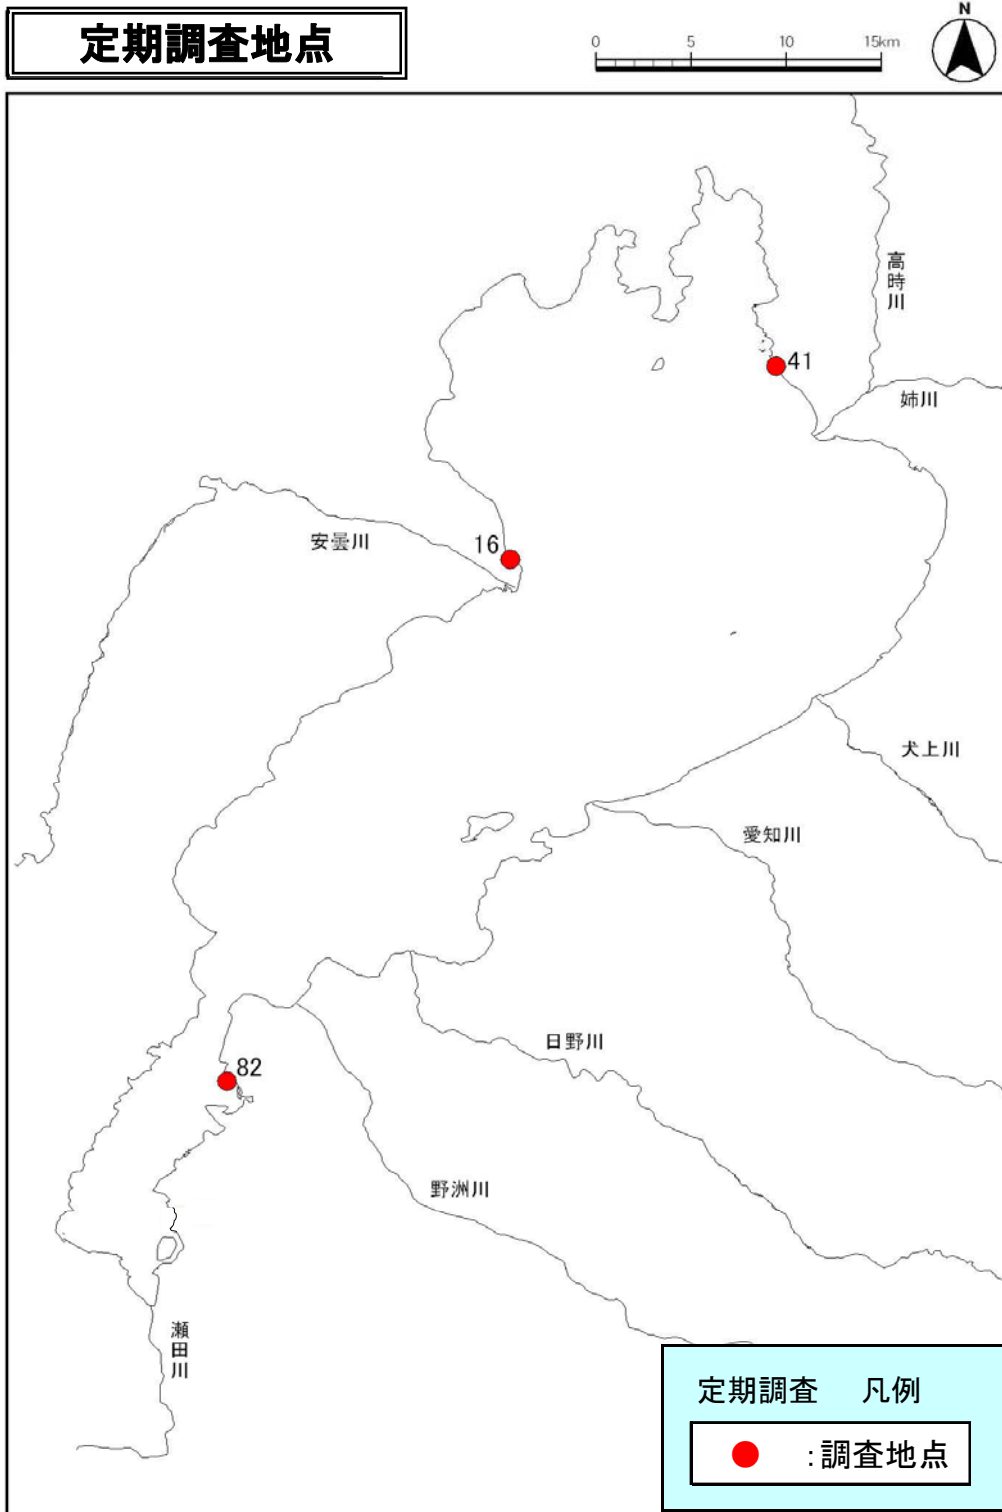 定期調査地点
0 5 10 15km
N
高時川
41
姉川
安曇川
16
犬上川
愛知川
日野川
82
野洲川
瀬田川
定期調査 凡例
:調査地点